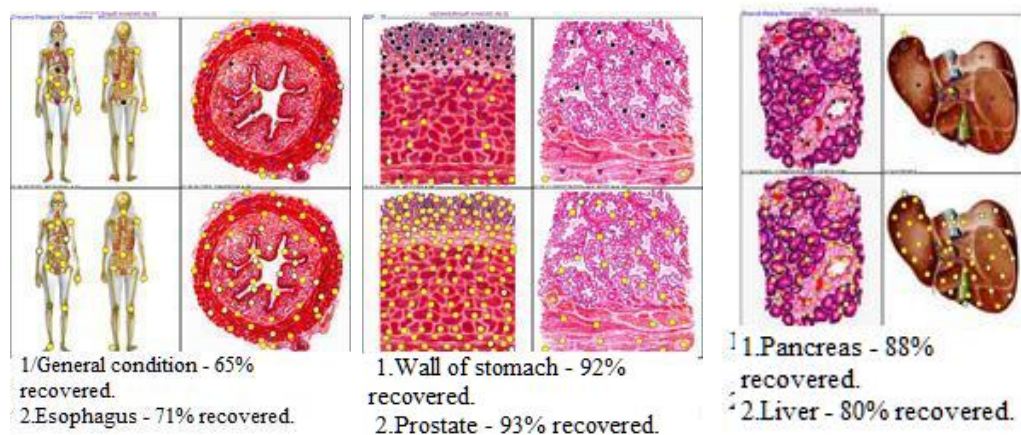 1/General condition - 65%
recovered.
2.Esophagus - 71% recovered.
1.Wall of stomach - 92%
recovered.
2.Prostate - 93% recovered.
1.Pancreas - 88%
recovered.
2.Liver - 80% recovered.